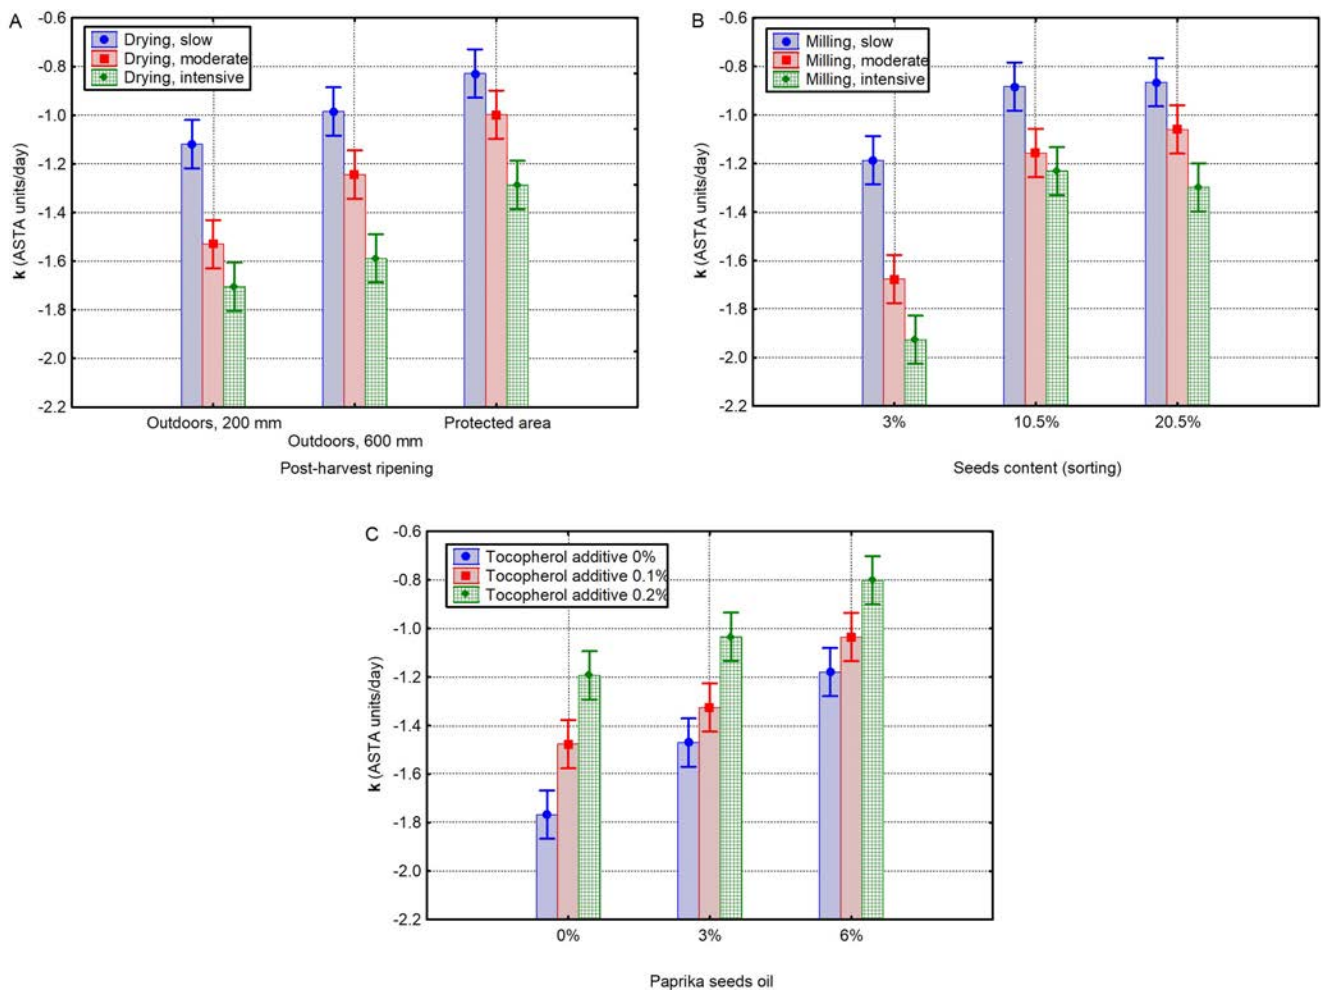 A
-0.6
-0.8
-1.0
-1.2
-1.4
-1.6
-1.8
-2.0
-2.2
k (ASTA units/day)
Drying, slow
Drying, moderate
Drying, intensive
Outdoors, 200 mm
Outdoors, 600 mm
Protected area
Post-harvest ripening
B
-0.6
-0.8
-1.0
-1.2
-1.4
-1.6
-1.8
-2.0
-2.2
k (ASTA units/day)
Milling, slow
Milling, moderate
Milling, intensive
3% 10.5% 20.5%
Seeds content (sorting)
C
-0.6
-0.8
-1.0
-1.2
-1.4
-1.6
-1.8
-2.0
-2.2
k (ASTA units/day)
Tocopherol additive 0%
Tocopherol additive 0.1%
Tocopherol additive 0.2%
0% 3% 6%
Paprika seeds oil